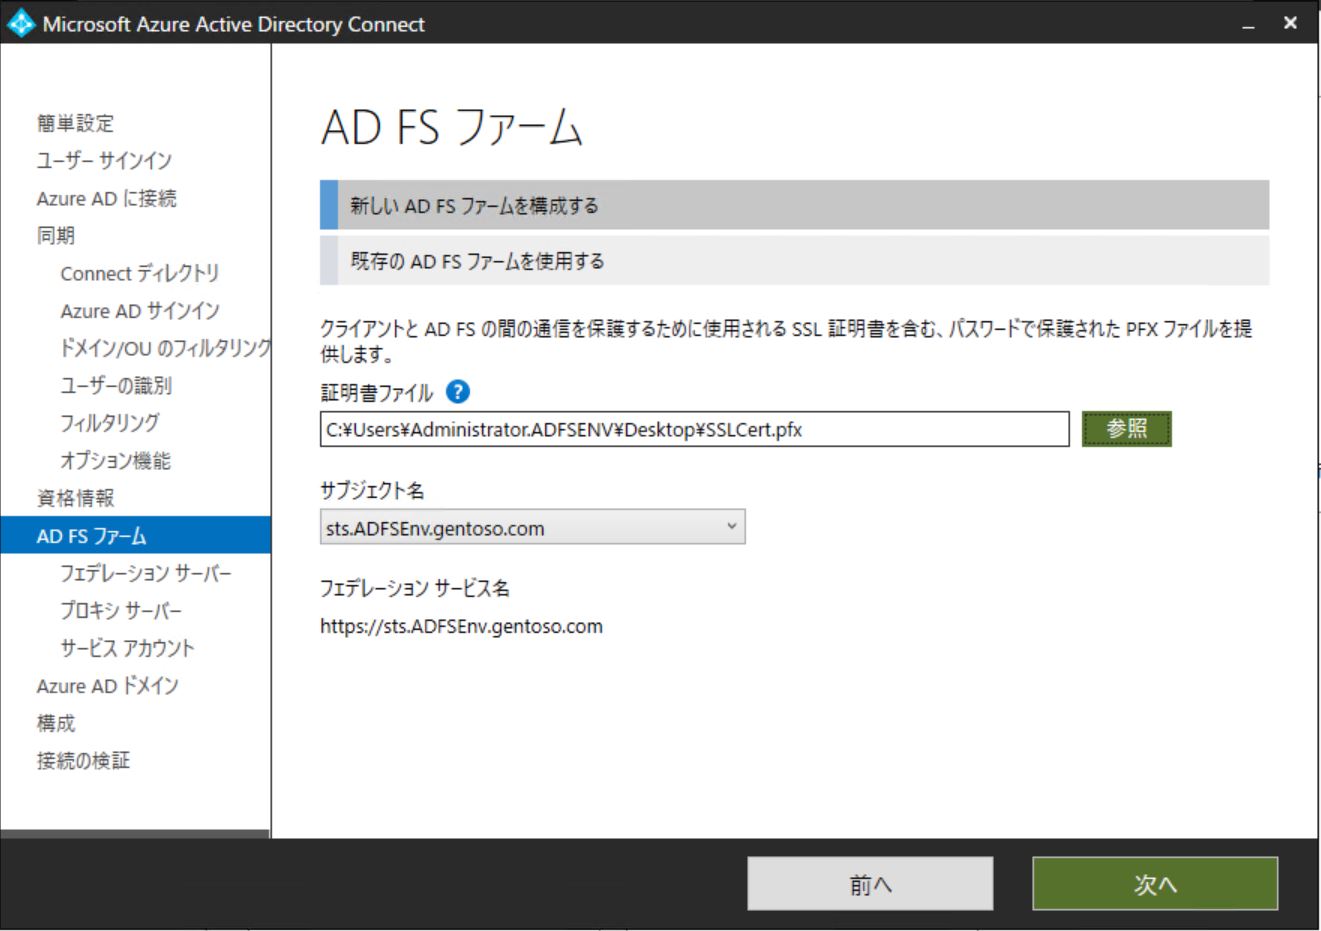 Microsoft Azure Active Directory Connect
簡単設定
ユーザー サインイン
Azure AD に接続
同期
Connect ディレクトリ
Azure AD サインイン
ドメイン/OU のフィルタリング
ユーザーの識別
フィルタリング
オプション機能
資格情報
AD FS ファーム
フェデレーション サーバー
プロキシ サーバー
サービス アカウント
Azure AD ドメイン
構成
接続の検証
AD FS ファーム
新しい AD FS ファームを構成する
既存の AD FS ファームを使用する
クライアントと AD FS の間の通信を保護するために使用される SSL 証明書を含む、パスワードで保護された PFX ファイルを提
供します。
証明書ファイル ?
C:¥Users¥Administrator.ADFSENV¥Desktop¥SSLCert.pfx
参照
サブジェクト名
sts.ADFSEnv.gentoso.com
フェデレーション サービス名
https://sts.ADFSEnv.gentoso.com
前へ
次へ